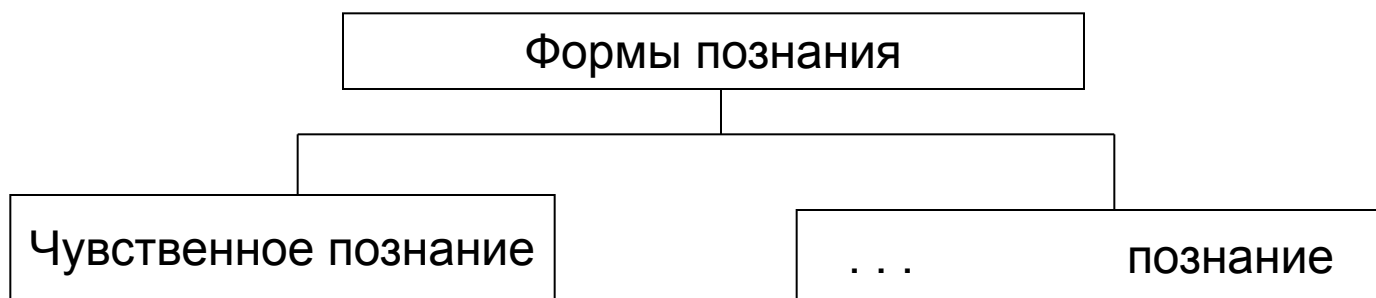 Формы познания
Чувственное познание
. . . познание